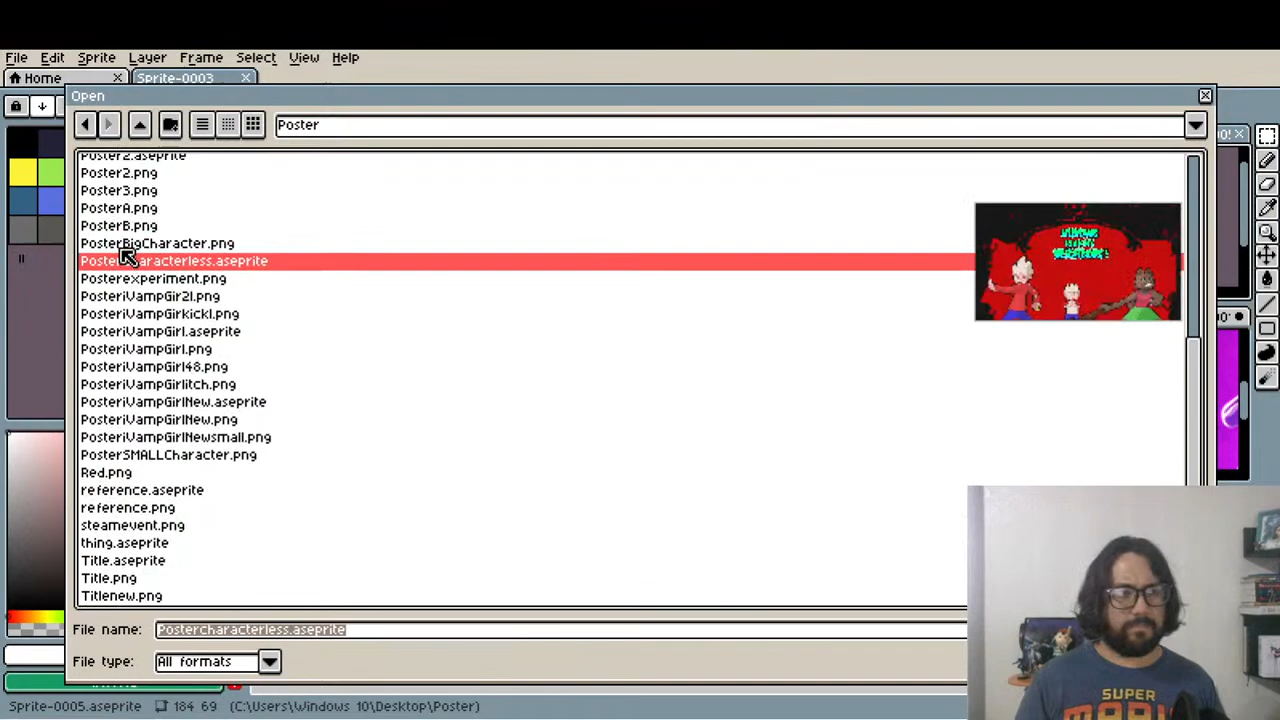 File Edit Sprite Layer Frame Select View Help
Home Sprite-0003
Open
Poster
Poster2.aseprite
Poster2.png
Poster3.png
PosterA.png
PosterB.png
PosterBigCharacter.png
Postercharacterless.aseprite
Posterexperiment.png
PosteriVampGir2l.png
PosteriVampGirkickl.png
PosteriVampGirl.aseprite
PosteriVampGirl.png
PosteriVampGirl48.png
PosteriVampGirlitch.png
PosteriVampGirlNew.aseprite
PosteriVampGirlNew.png
PosteriVampGirlNewsmall.png
PosterSMALLCharacter.png
Red.png
reference.aseprite
reference.png
steamevent.png
thing.aseprite
Title.aseprite
Title.png
Titlenew.png
File name: Postercharacterless.aseprite
File type: All formats
Sprite-0005.aseprite 184 69 (C:\Users\Windows 10\Desktop\Poster)
SUPER